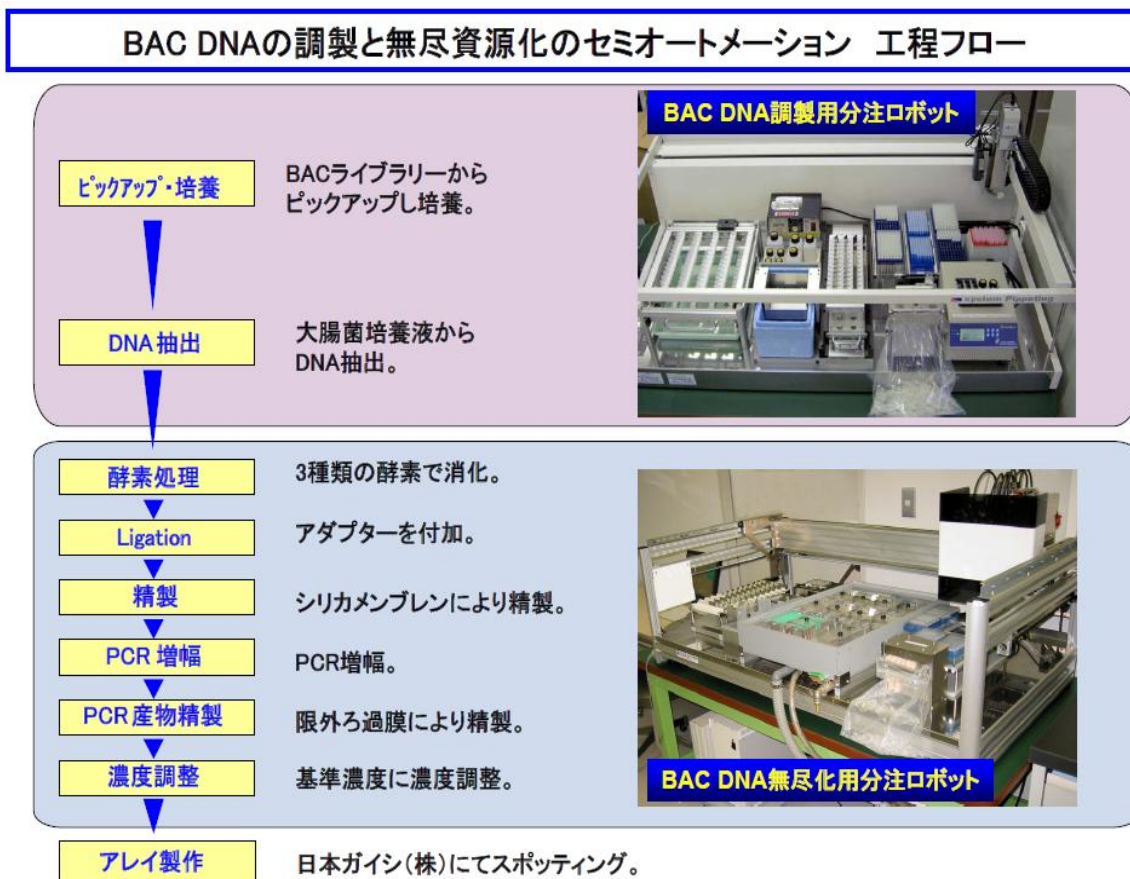 BAC DNAの調製と無尽資源化のセミオートメーション 工程フロー
BAC DNA調製用分注ロボット
ピックアップ・培養
BACライブラリーから
ピックアップし培養。
system Pippeting
DNA 抽出
大腸菌培養液から
DNA抽出。
酵素処理
3種類の酵素で消化。
Ligation
アダプターを付加。
精製
シリカメンブレンにより精製。
PCR 増幅
PCR増幅。
PCR 産物精製
限外ろ過膜により精製。
濃度調整
基準濃度に濃度調整。
BAC DNA無尽化用分注ロボット
アレイ製作
日本ガイシ(株)にてスポッティング。